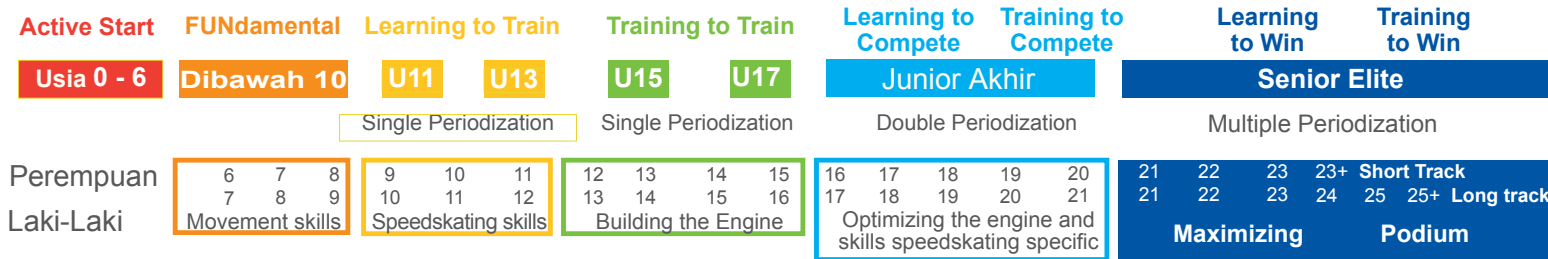 Active Start FUNdamental Learning to Train Training to Train Learning to Compete Training to Compete Learning to Win Training to Win
Usia 0 - 6 Dibawah 10 U11 U13 U15 U17 Junior Akhir Senior Elite
Single Periodization Single Periodization Double Periodization Multiple Periodization
Perempuan 6 7 8 9 10 11 12 13 14 15 16 17 18 19 20 21 22 23 23+ Short Track
7 8 9 10 11 12 13 14 15 16 17 18 19 20 21 21 22 23 24 25 25+ Long track
Laki-Laki Movement skills Speedskating skills Building the Engine Optimizing the engine and skills speedskating specific Maximizing Podium